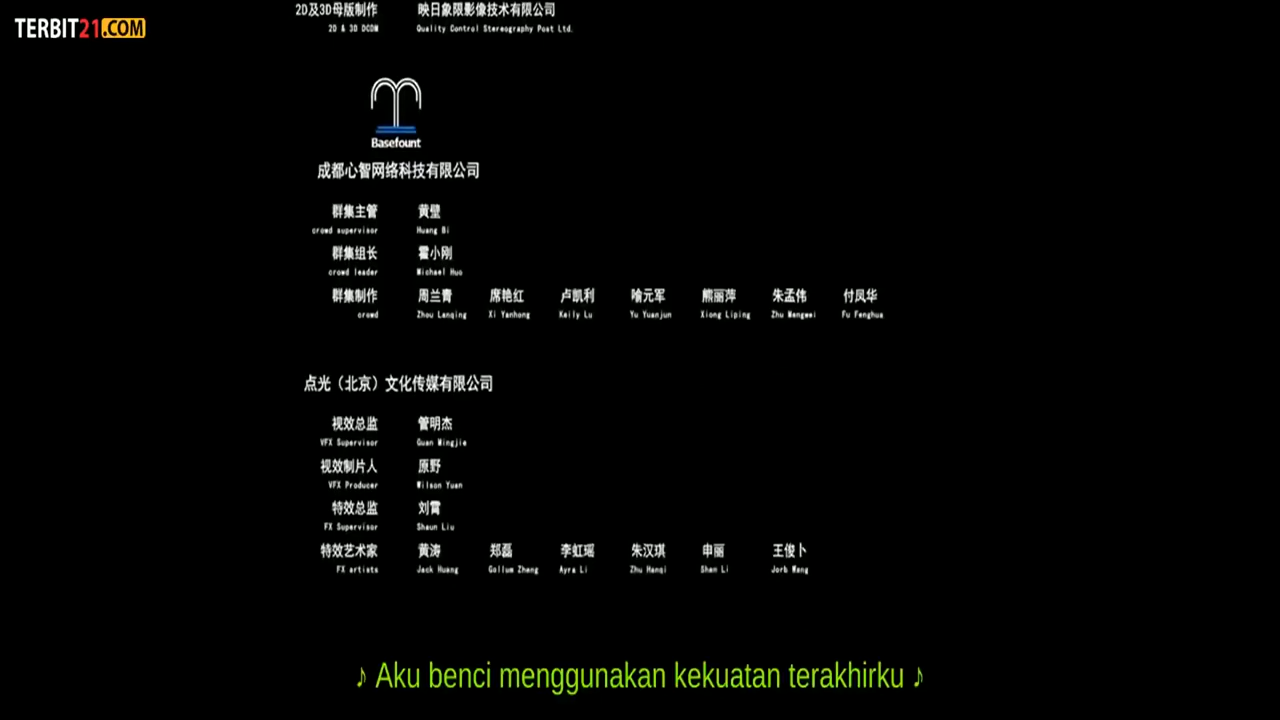 TERBIT21.COM
2D及3D母版制作 映日象限影像技术有限公司
2D & 3D DCDM Quality Control Stereography Post Ltd.
Basefount
成都心智网络科技有限公司
群集主管 黄璧
crowd supervisor Huang Bi
群集组长 霍小刚
crowd leader Michael Huo
群集制作 周兰青 席艳红 卢凯利 喻元军 熊丽萍 朱孟伟 付凤华
crowd Zhou Lanqing Xi Yanhong Keily Lu Yu Yuanjun Xiong Liping Zhu Mengwei Fu Fenghua
点光（北京）文化传媒有限公司
视效总监 管明杰
VFX Supervisor Guan Mingjie
视效制片人 原野
VFX Producer Wilson Yuan
特效总监 刘霄
FX Supervisor Shaun Liu
特效艺术家 黄涛 郑磊 李虹瑶 朱汉琪 申丽 王俊卜
FX artists Jack Huang Gollum Zheng Ayra Li Zhu Hanqi Shen Li Jorb Wang
♪ Aku benci menggunakan kekuatan terakhirku ♪